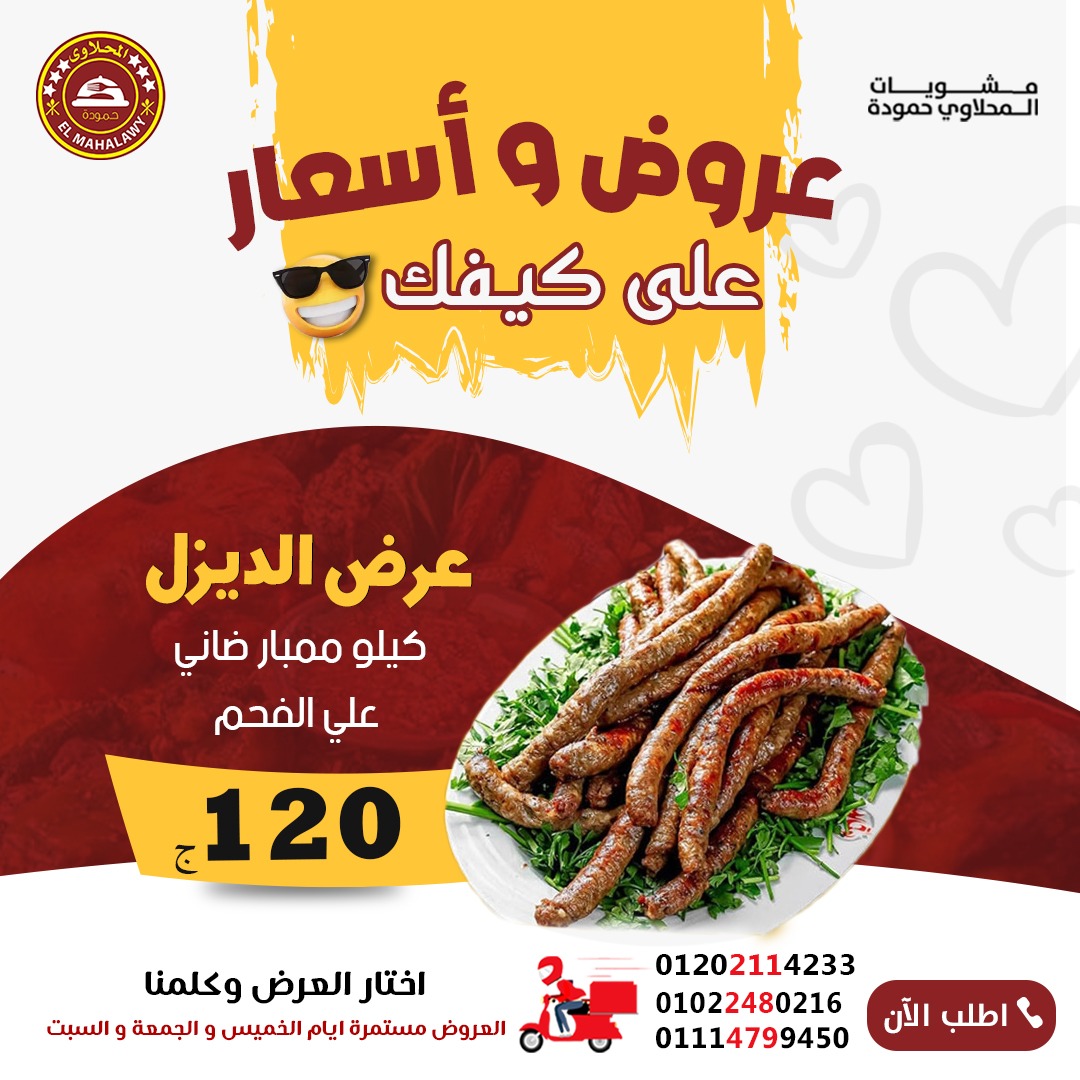 المحلاوى
حمودة
EL MAHALAWY
مشويات
المحلاوي حمودة
عروض و أسعار
على كيفك
عرض الديزل
كيلو ممبار ضاني
علي الفحم
120 ج
اختار العرض وكلمنا
العروض مستمرة ايام الخميس و الجمعة و السبت
01202114233
01022480216
01114799450
اطلب الآن